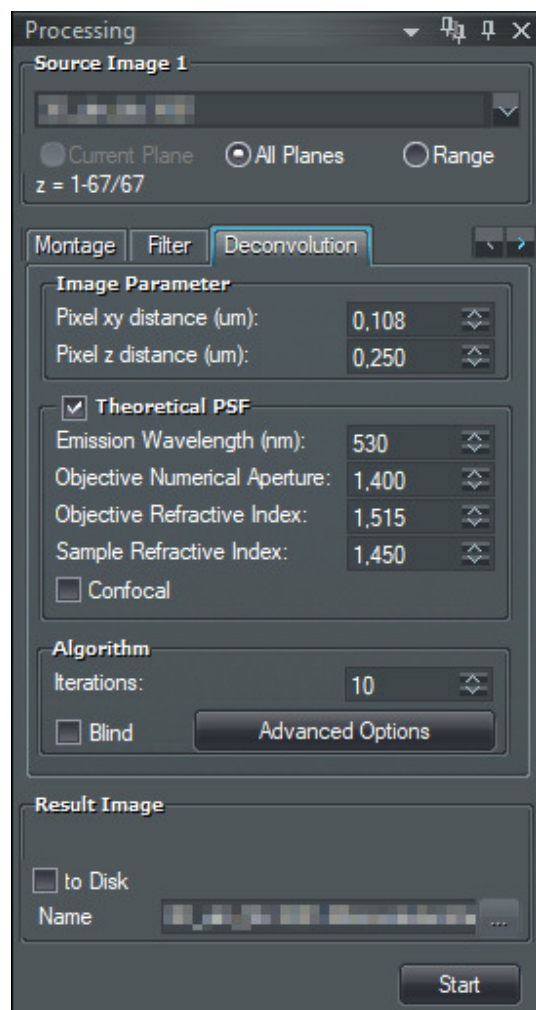 Processing
Source Image 1
Current Plane All Planes Range
z = 1-67/67
Montage Filter Deconvolution
Image Parameter
Pixel xy distance (um): 0,108
Pixel z distance (um): 0,250
Theoretical PSF
Emission Wavelength (nm): 530
Objective Numerical Aperture: 1,400
Objective Refractive Index: 1,515
Sample Refractive Index: 1,450
Confocal
Algorithm
Iterations: 10
Blind Advanced Options
Result Image
to Disk
Name ...
Start